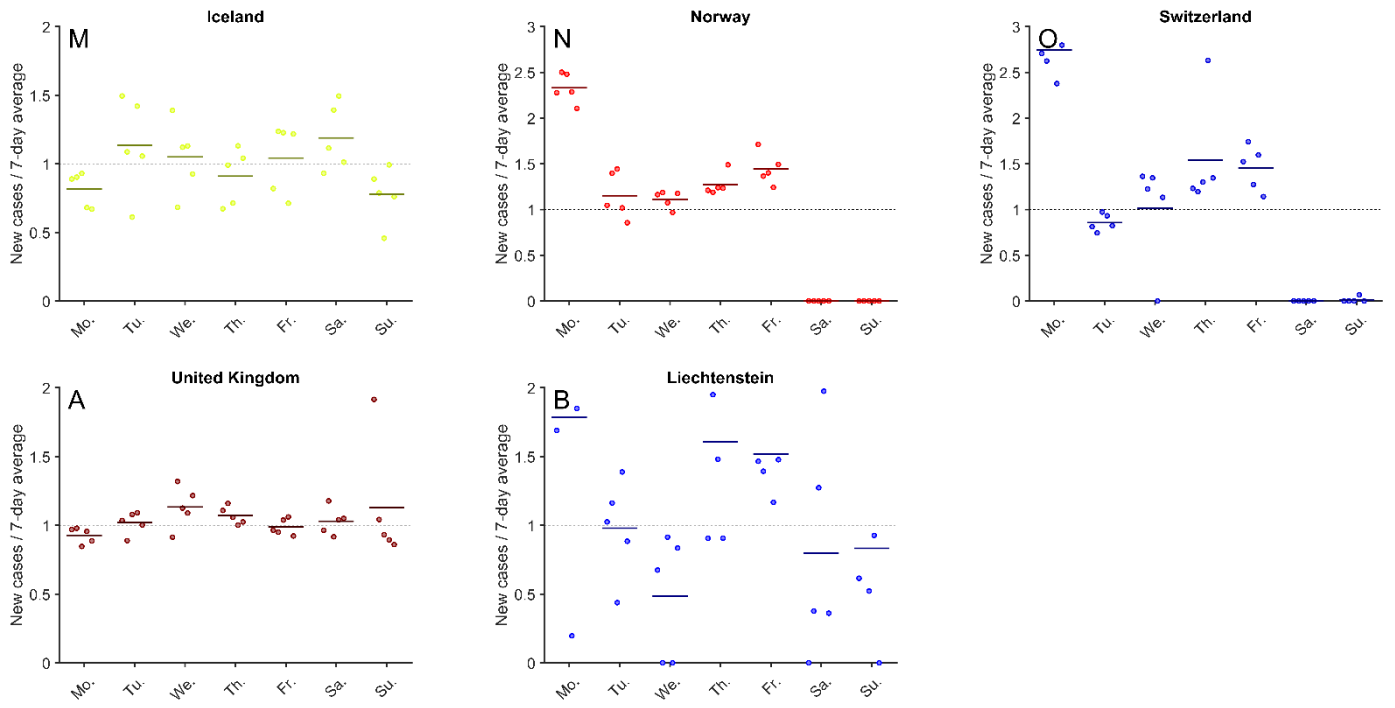 Iceland
M
New cases / 7-day average
2
1.5
1
0.5
0
Mo. Tu. We. Th. Fr. Sa. Su.
Norway
N
New cases / 7-day average
3
2.5
2
1.5
1
0.5
0
Mo. Tu. We. Th. Fr. Sa. Su.
Switzerland
O
New cases / 7-day average
3
2.5
2
1.5
1
0.5
0
Mo. Tu. We. Th. Fr. Sa. Su.
United Kingdom
A
New cases / 7-day average
2
1.5
1
0.5
0
Mo. Tu. We. Th. Fr. Sa. Su.
Liechtenstein
B
New cases / 7-day average
2
1.5
1
0.5
0
Mo. Tu. We. Th. Fr. Sa. Su.